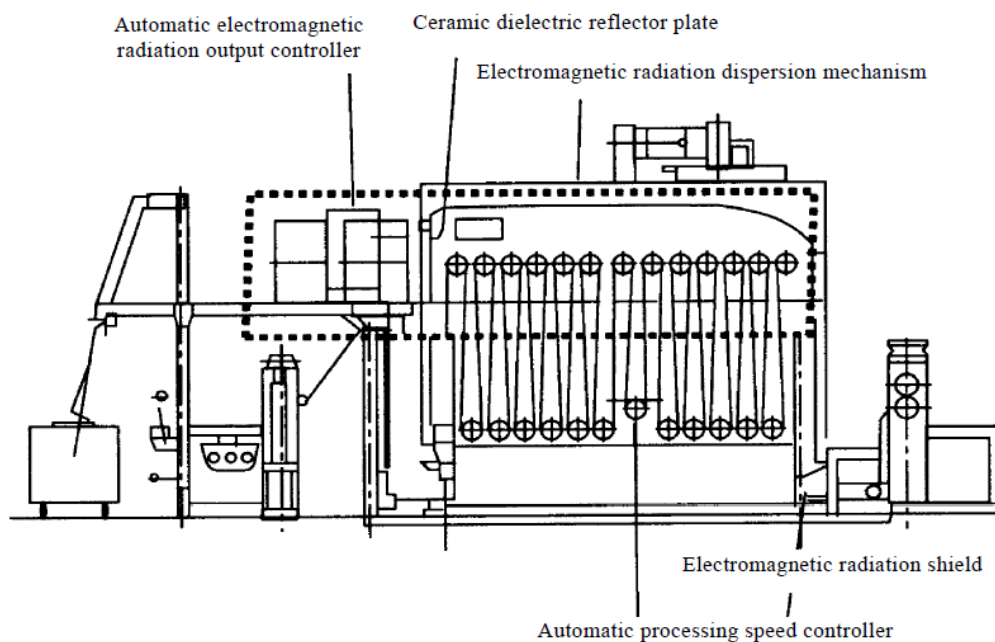 Automatic electromagnetic
radiation output controller
Ceramic dielectric reflector plate
Electromagnetic radiation dispersion mechanism
Electromagnetic radiation shield
Automatic processing speed controller